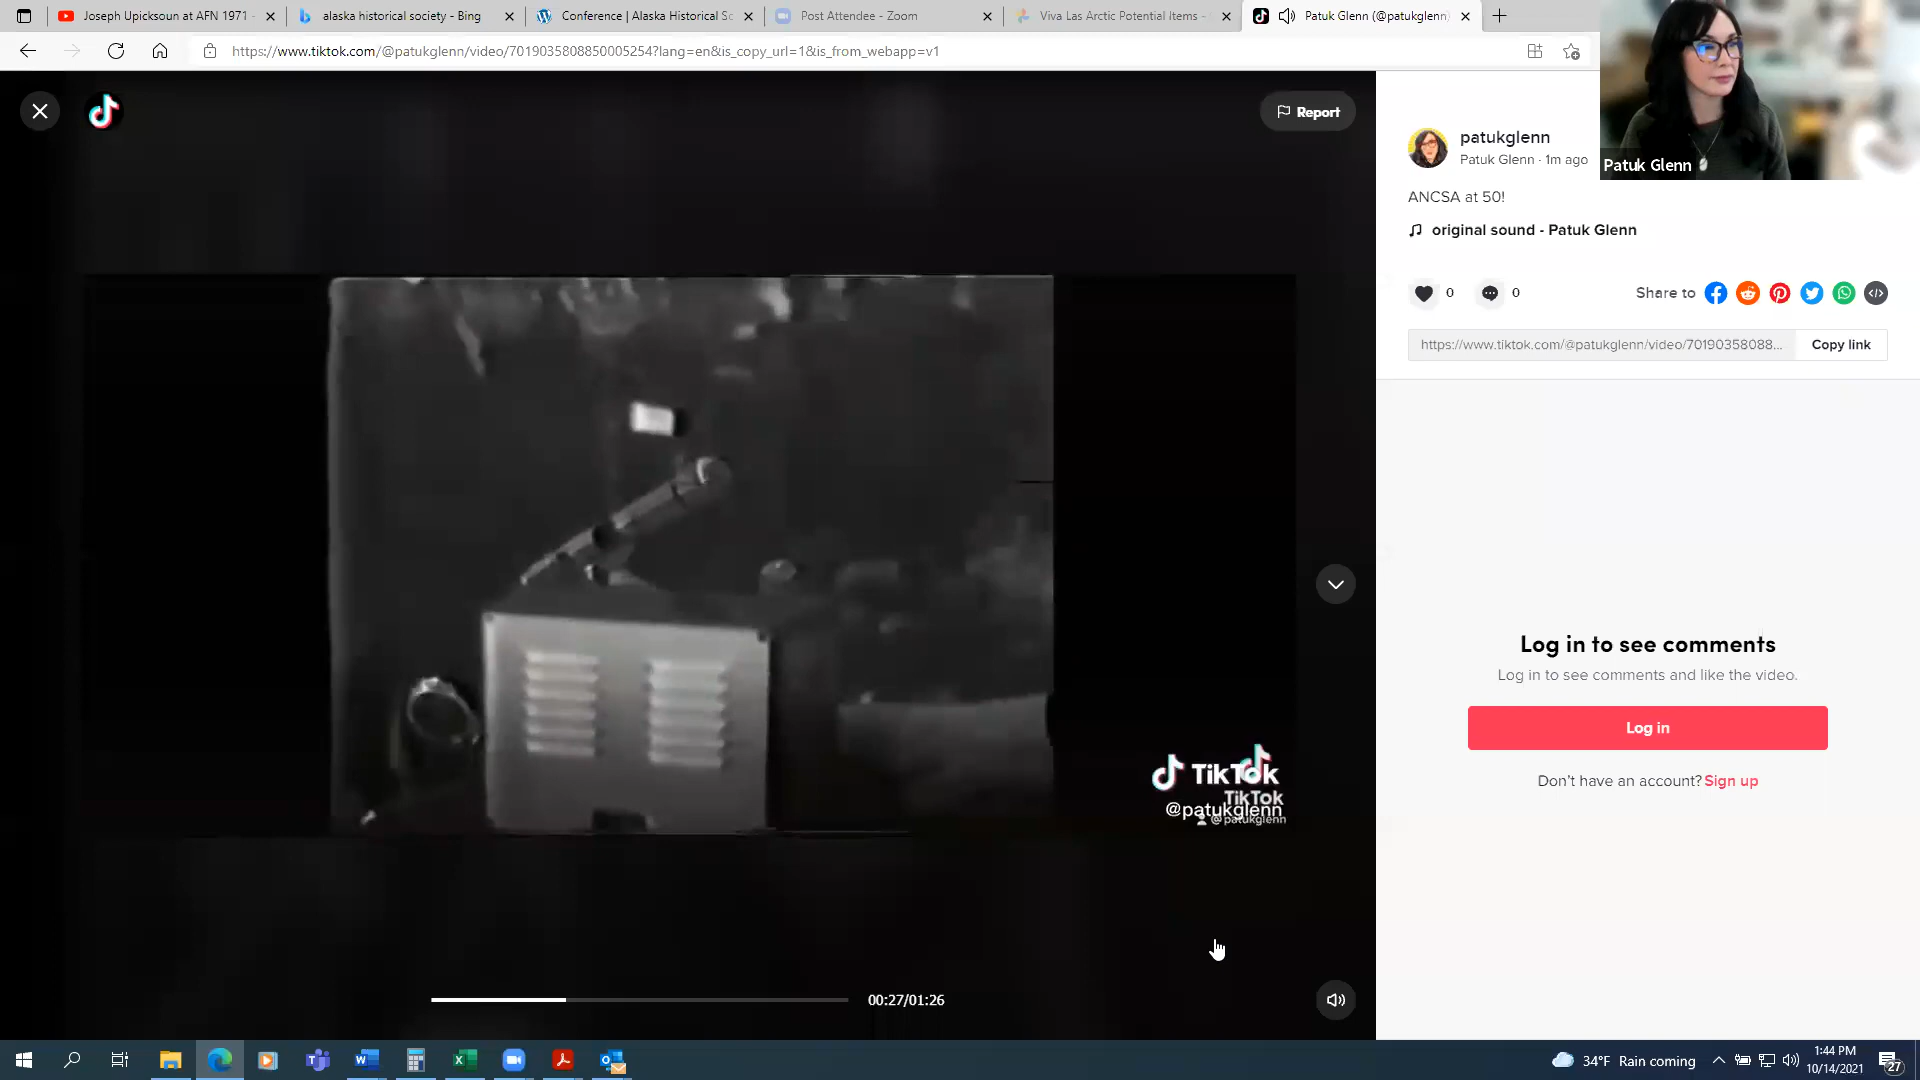 Joseph Upicksoun at AFN 1971 -
alaska historical society - Bing
Conference | Alaska Historical Sc
Post Attendee - Zoom
Viva Las Arctic Potential Items -
Patuk Glenn (@patukglenn)
https://www.tiktok.com/@patukglenn/video/7019035808850005254?lang=en&is_copy_url=1&is_from_webapp=v1
Report
Patuk Glenn
patukglenn
Patuk Glenn · 1m ago
ANCSA at 50!
original sound - Patuk Glenn
0
0
Share to
https://www.tiktok.com/@patukglenn/video/70190358088...
Copy link
Log in to see comments
Log in to see comments and like the video.
Log in
Don't have an account? Sign up
TikTok
@patukglenn
TikTok
@patukglenn
00:27/01:26
34°F Rain coming
1:44 PM
10/14/2021
27